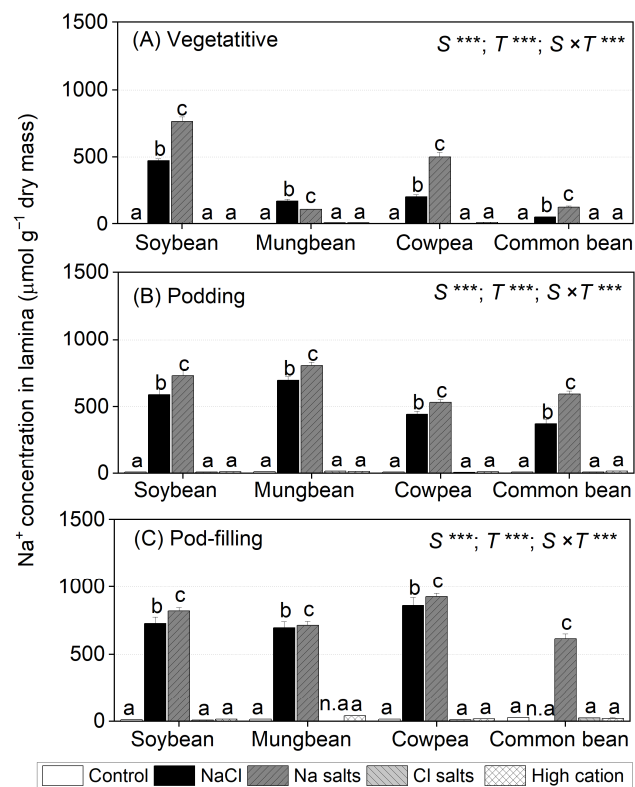 Na⁺ concentration in lamina (μmol g⁻¹ dry mass)
1500
(A) Vegetatitive
S ***; T ***; S × T ***
1000
500
0
a b c a a a b c a a a b c a a a b c a a
Soybean Mungbean Cowpea Common bean
(B) Podding
S ***; T ***; S × T ***
1000
500
0
a b c a a a b c a a a b c a a a b c a a
Soybean Mungbean Cowpea Common bean
1500
(C) Pod-filling
S ***; T ***; S × T ***
1000
500
0
a b c a a a b c n.a a a b c a a a n.a c a a
Soybean Mungbean Cowpea Common bean
Control NaCl Na salts Cl salts High cation